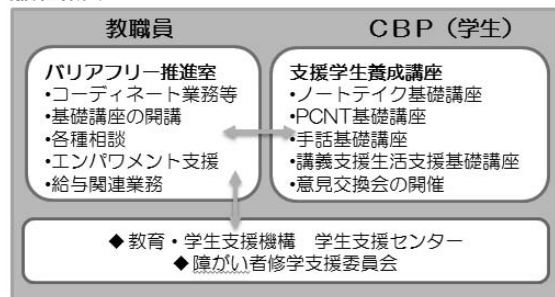 教職員
CBP（学生）
バリアフリー推進室
•コーディネート業務等
•基礎講座の開講
•各種相談
•エンパワメント支援
•給与関連業務
支援学生養成講座
•ノートテイク基礎講座
•PCNT基礎講座
•手話基礎講座
•講義支援生活支援基礎講座
•意見交換会の開催
◆教育・学生支援機構　学生支援センター
◆障がい者修学支援委員会